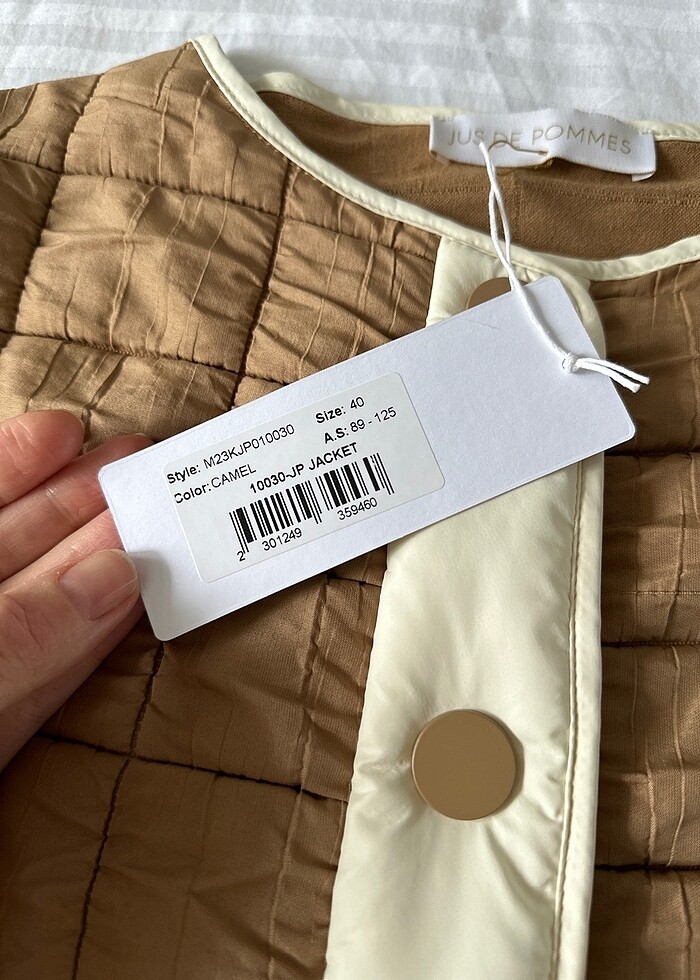 JUS DE POMMES
Style: M23KJP010030 Size: 40
Color: CAMEL A.S: 89 - 125
10030-JP JACKET
2 301249 359460